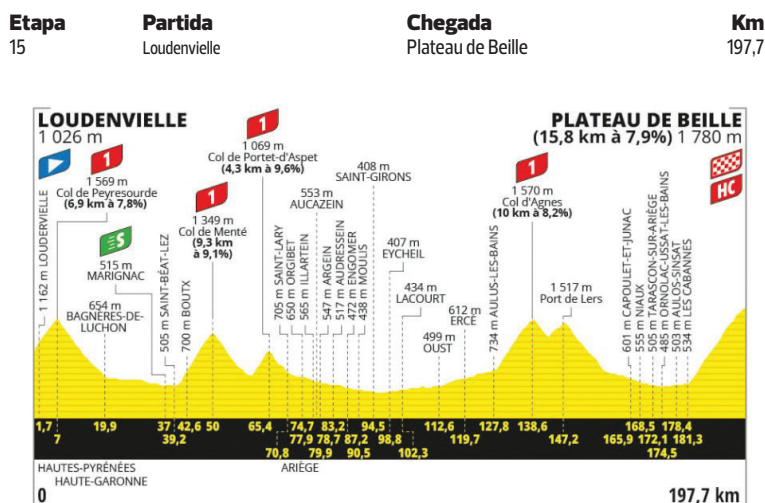 Etapa Partida Chegada Km
15 Loudenvielle Plateau de Beille 197,7
LOUDENVIELLE
1 026 m
PLATEAU DE BEILLE
(15,8 km à 7,9%) 1 780 m
1
1 569 m
Col de Peyresourde
(6,9 km à 7,8%)
1 162 m LOUDERVIELLE
654 m
BAGNÈRES-DE-
LUCHON
S
515 m
MARIGNAC
505 m SAINT-BÉAT-LEZ
700 m BOUTX
1
1 349 m
Col de Menté
(9,3 km
à 9,1%)
1
1 069 m
Col de Portet-d'Aspet
(4,3 km à 9,6%)
705 m SAINT-LARY
650 m ORGIBET
565 m ILLARTEIN
553 m
AUCAZEIN
547 m ARGEIN
517 m AUDRESSEIN
472 m ENGOMER
438 m MOULIS
408 m
SAINT-GIRONS
407 m
EYCHEIL
434 m
LACOURT
499 m
OUST
612 m
ERCÉ
734 m AULUS-LES-BAINS
1
1 570 m
Col d'Agnes
(10 km à 8,2%)
1 517 m
Port de Lers
601 m CAPOULET-ET-JUNAC
555 m NIAUX
505 m TARASCON-SUR-ARIÈGE
485 m ORNOLAC-USSAT-LES-BAINS
503 m AULOS-SINSAT
534 m LES CABANNES
HC
1,7 19,9 37 42,6 50 65,4 74,7 83,2 94,5 112,6 127,8 138,6 168,5 178,4
77,9 78,7 87,2 98,8
7 39,2 119,7 147,2 165,9 172,1 181,3
70,8 79,9 90,5 102,3 174,5
HAUTES-PYRÉNÉES
HAUTE-GARONNE
ARIÈGE
0 197,7 km